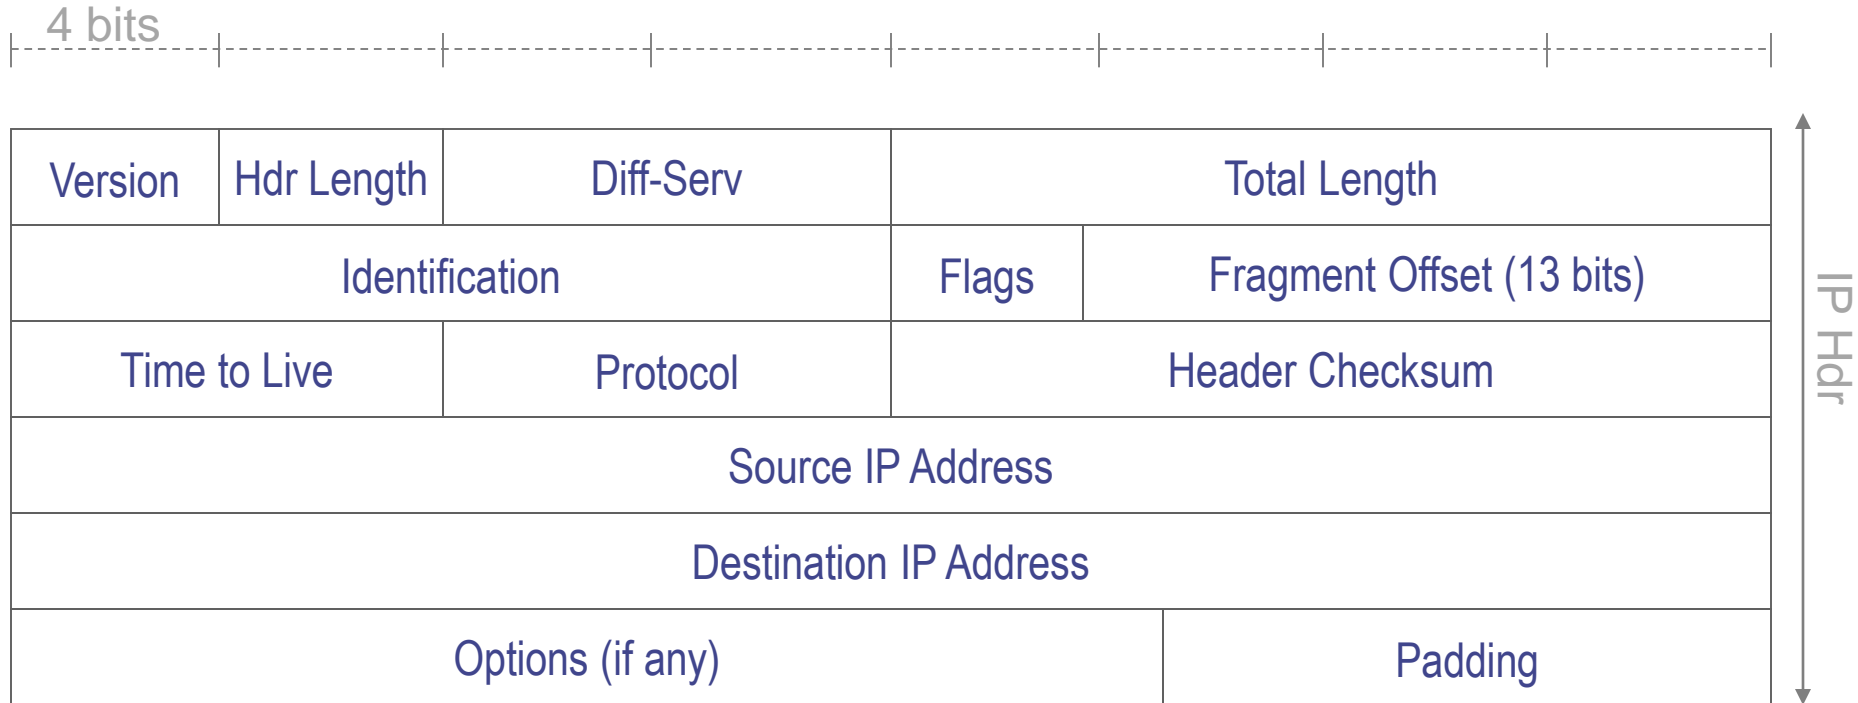 4 bits
Version Hdr Length Diff-Serv Total Length
Identification Flags Fragment Offset (13 bits)
Time to Live Protocol Header Checksum
Source IP Address
Destination IP Address
Options (if any) Padding
IP Hdr